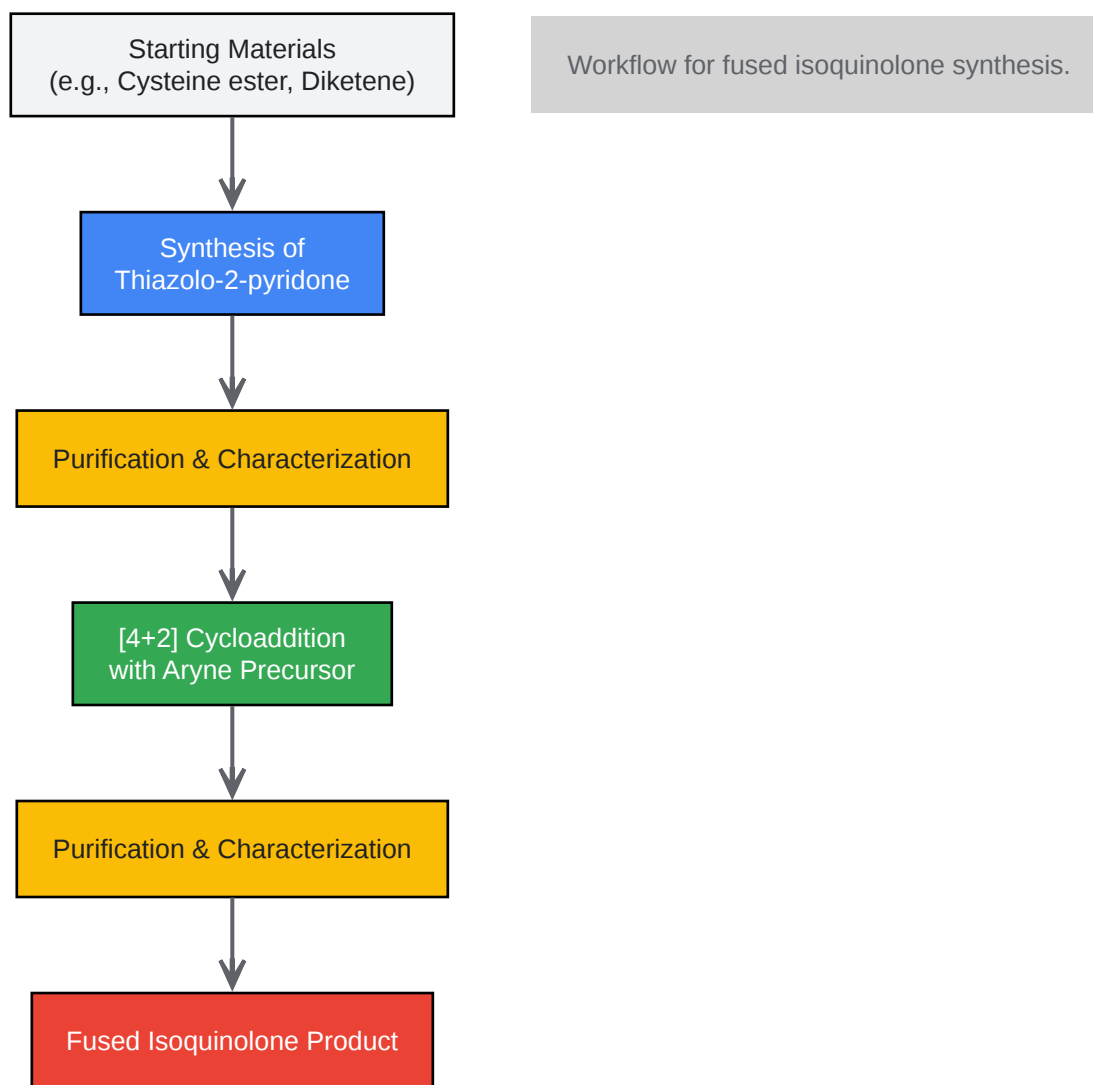 Starting Materials
(e.g., Cysteine ester, Diketene)
Workflow for fused isoquinolone synthesis.
Synthesis of
Thiazolo-2-pyridone
Purification & Characterization
[4+2] Cycloaddition
with Aryne Precursor
Purification & Characterization
Fused Isoquinolone Product